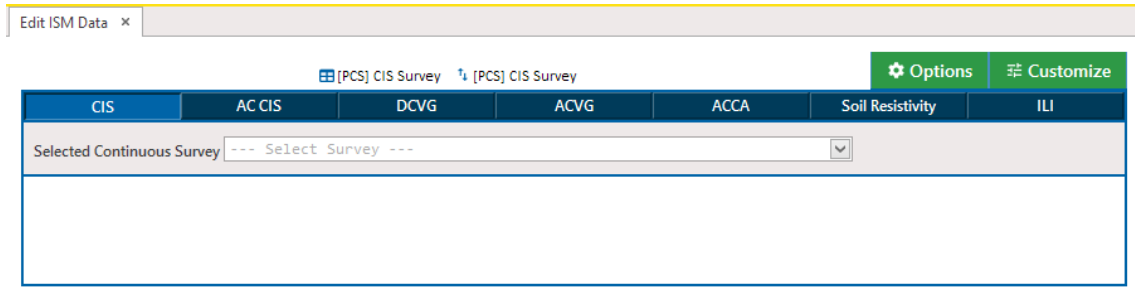 Edit ISM Data ×
[PCS] CIS Survey [PCS] CIS Survey Options Customize
CIS AC CIS DCVG ACVG ACCA Soil Resistivity ILI
Selected Continuous Survey --- Select Survey ---